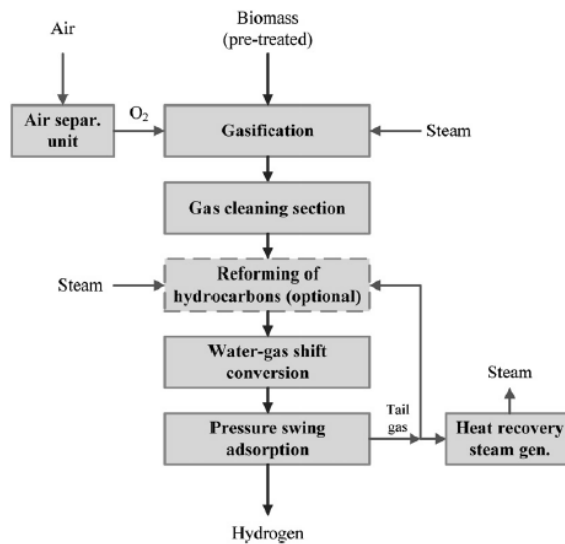 Air
Biomass
(pre-treated)
Air separ.
unit
O2
Gasification
Steam
Gas cleaning section
Steam
Reforming of
hydrocarbons (optional)
Water-gas shift
conversion
Steam
Pressure swing
adsorption
Tail
gas
Heat recovery
steam gen.
Hydrogen